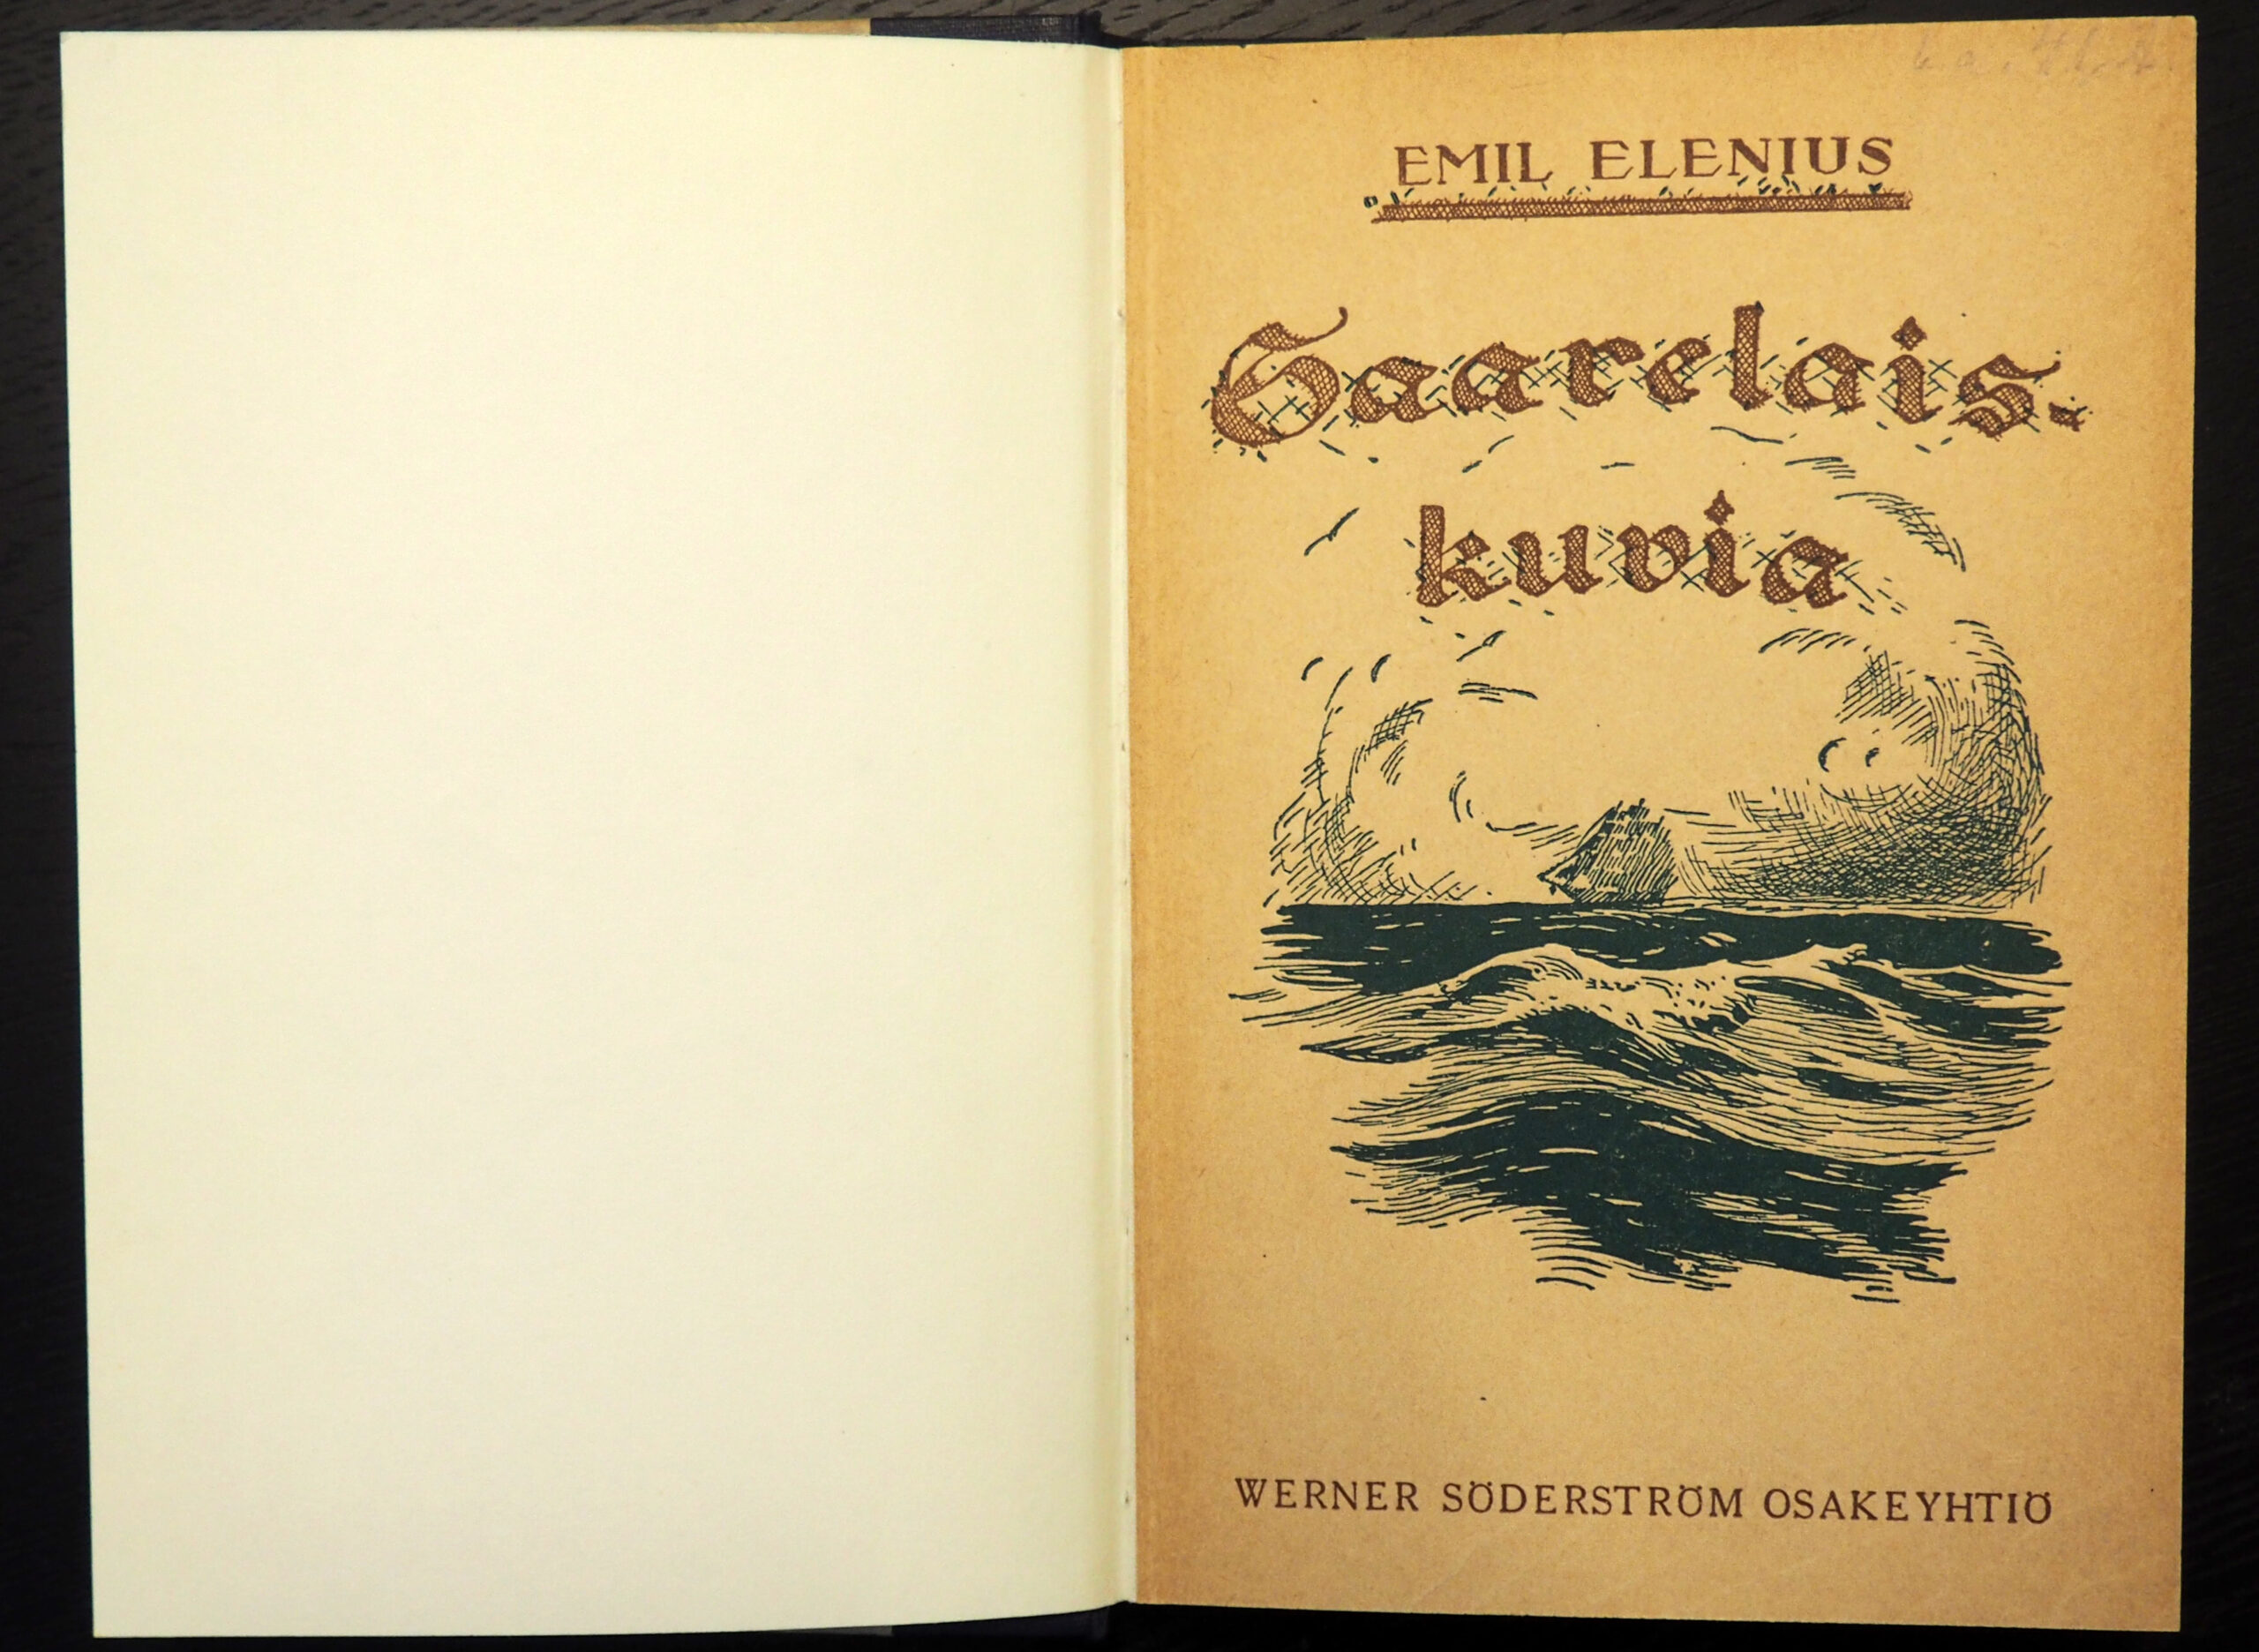 EMIL ELENIUS
Saarelais-
kuvia
WERNER SÖDERSTRÖM OSAKEYHTIÖ